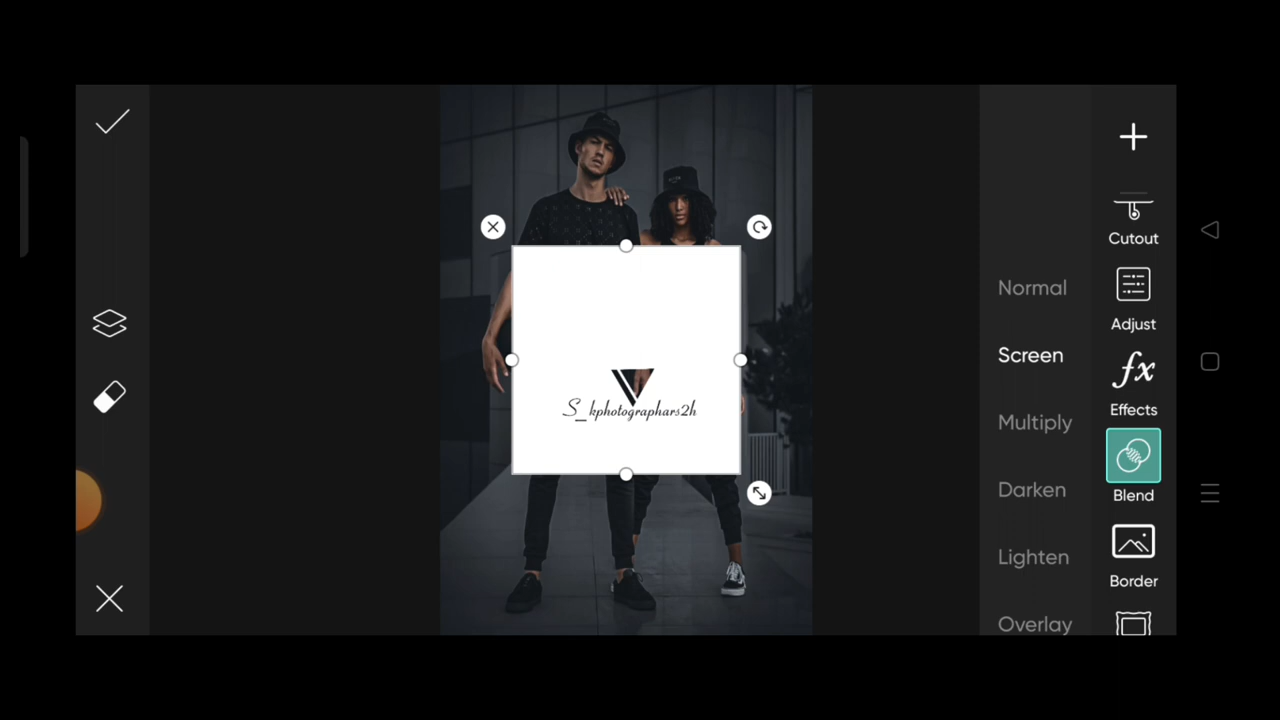 Cutout
Normal
Adjust
Screen
fx
Effects
Multiply
S_kphotographars2h
Darken
Blend
Lighten
Border
Overlay